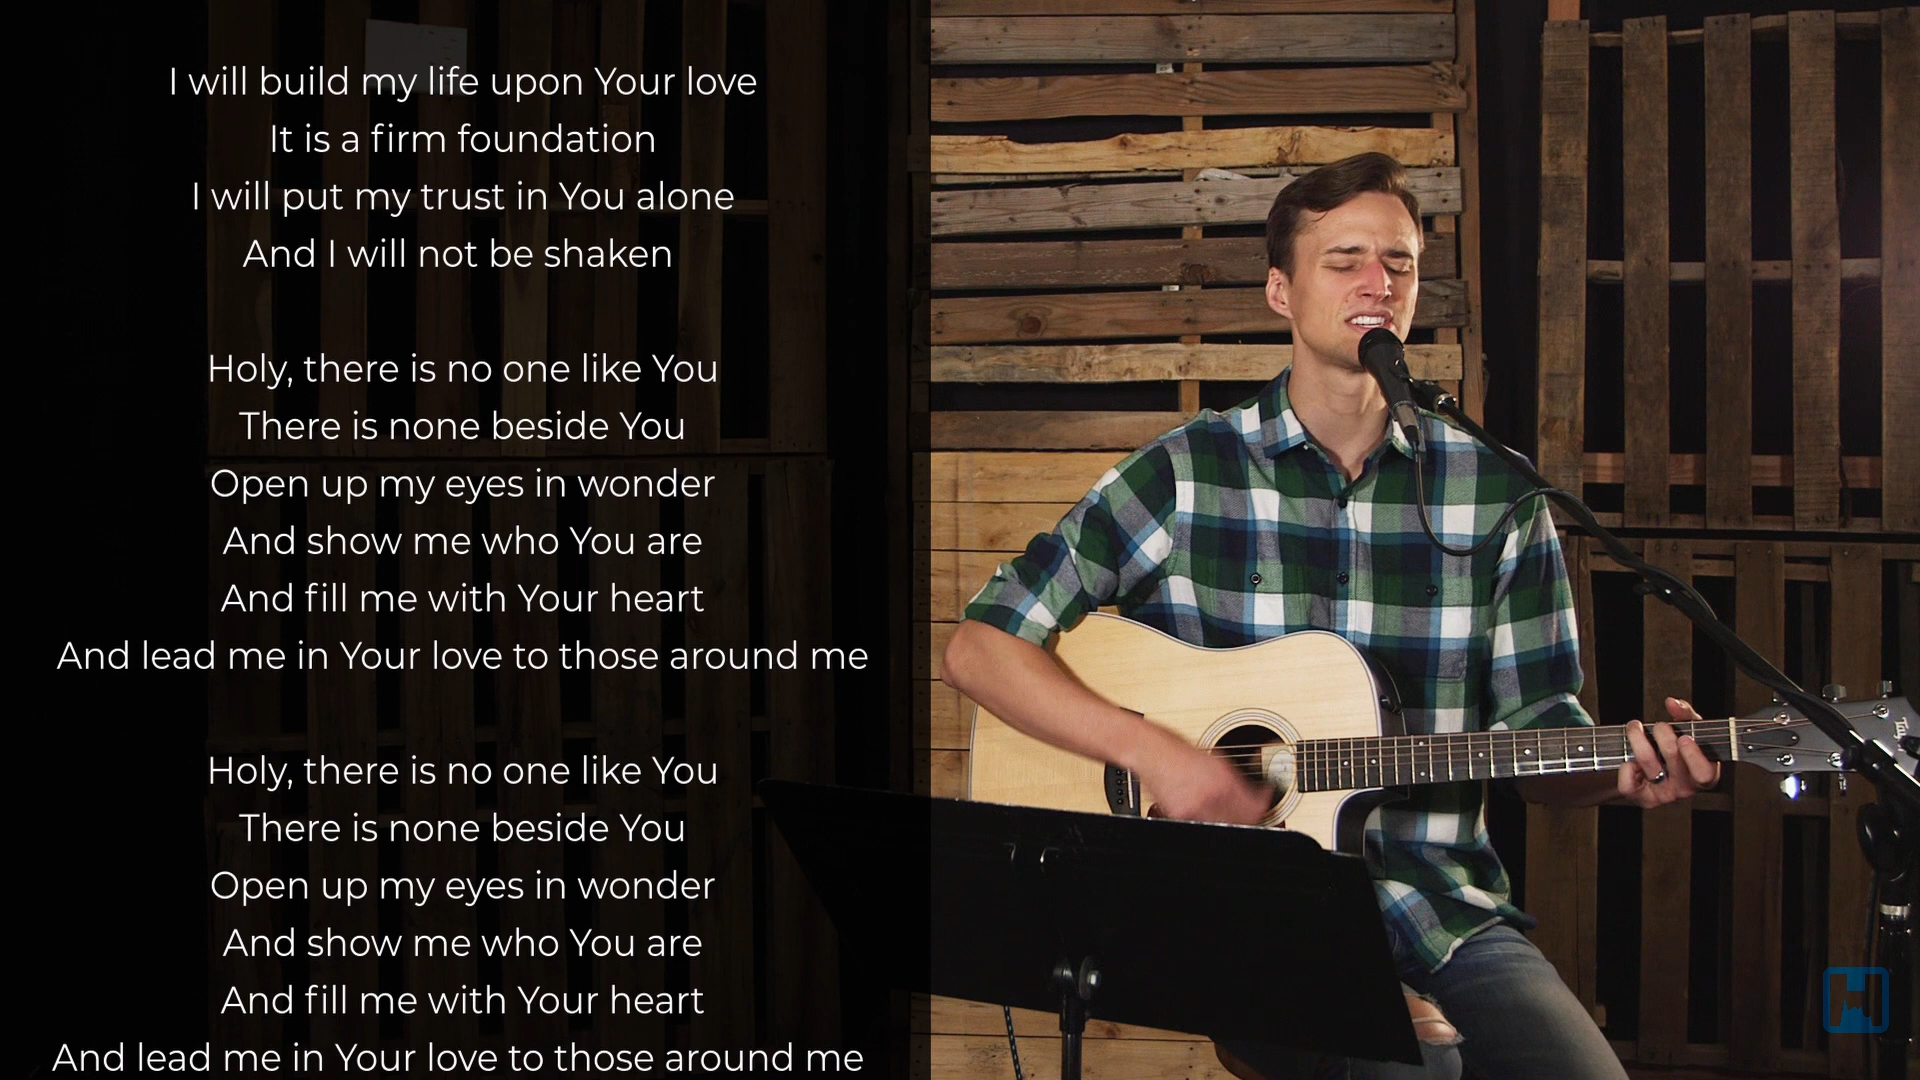 I will build my life upon Your love
It is a firm foundation
I will put my trust in You alone
And I will not be shaken
Holy, there is no one like You
There is none beside You
Open up my eyes in wonder
And show me who You are
And fill me with Your heart
And lead me in Your love to those around me
Holy, there is no one like You
There is none beside You
Open up my eyes in wonder
And show me who You are
And fill me with Your heart
And lead me in Your love to those around me